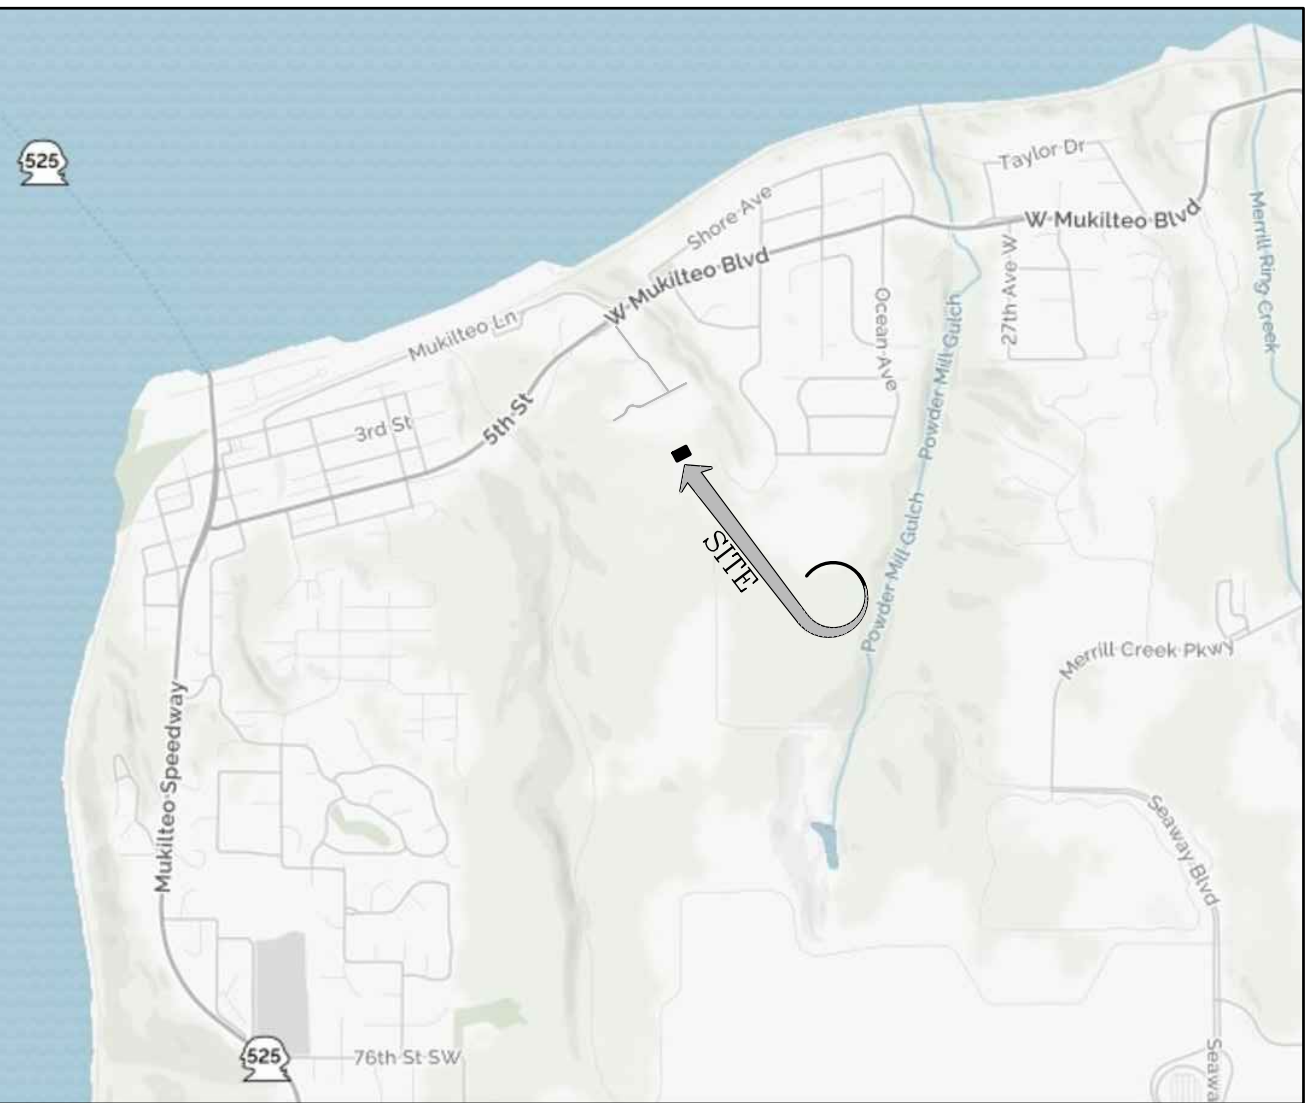 525
Taylor Dr
W Mukilteo Blvd
Shore Ave
W Mukilteo Blvd
Merrill Ring Creek
27th Ave W
Ocean Ave
Powder Mill Gulch
Mukilteo Ln
3rd St
5th St
Powder Mill Gulch
SITE
Merrill Creek Pkwy
Mukilteo Speedway
Seaway Blvd
525
76th St SW
Seawa